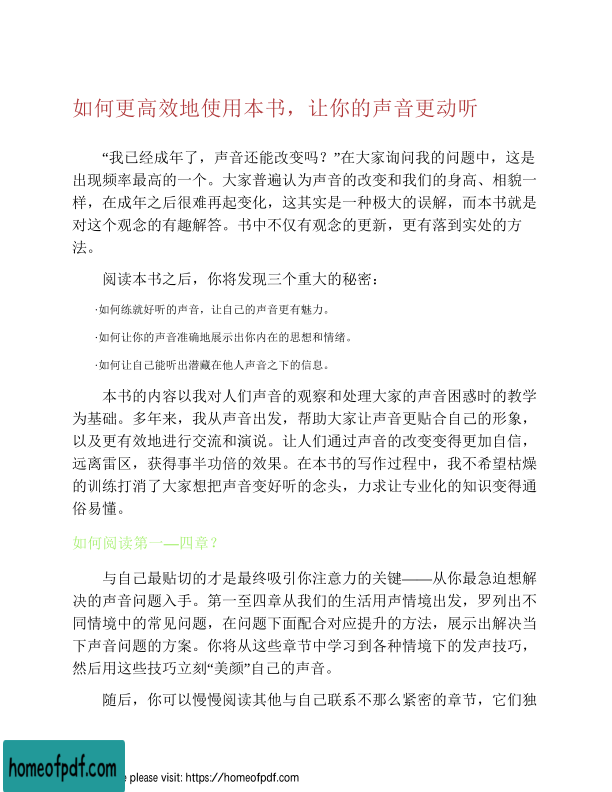 如何更高效地使用本书，让你的声音更动听
“我已经成年了，声音还能改变吗？”在大家询问我的问题中，这是
出现频率最高的一个。大家普遍认为声音的改变和我们的身高、相貌一
样，在成年之后很难再起变化，这其实是一种极大的误解，而本书就是
对这个观念的有趣解答。书中不仅有观念的更新，更有落到实处的方
法。
阅读本书之后，你将发现三个重大的秘密：
·如何练就好听的声音，让自己的声音更有魅力。
·如何让你的声音准确地展示出你内在的思想和情绪。
·如何让自己能听出潜藏在他人声音之下的信息。
本书的内容以我对人们声音的观察和处理大家的声音困惑时的教学
为基础。多年来，我从声音出发，帮助大家让声音更贴合自己的形象，
以及更有效地进行交流和演说。让人们通过声音的改变变得更加自信，
远离雷区，获得事半功倍的效果。在本书的写作过程中，我不希望枯燥
的训练打消了大家想把声音变好听的念头，力求让专业化的知识变得通
俗易懂。
如何阅读第一—四章？
与自己最贴切的才是最终吸引你注意力的关键——从你最急迫想解
决的声音问题入手。第一至四章从我们的生活用声情境出发，罗列出不
同情境中的常见问题，在问题下面配合对应提升的方法，展示出解决当
下声音问题的方案。你将从这些章节中学习到各种情境下的发声技巧，
然后用这些技巧立刻“美颜”自己的声音。
随后，你可以慢慢阅读其他与自己联系不那么紧密的章节，它们独
homeofpdf.com
e please visit: https://homeofpdf.com